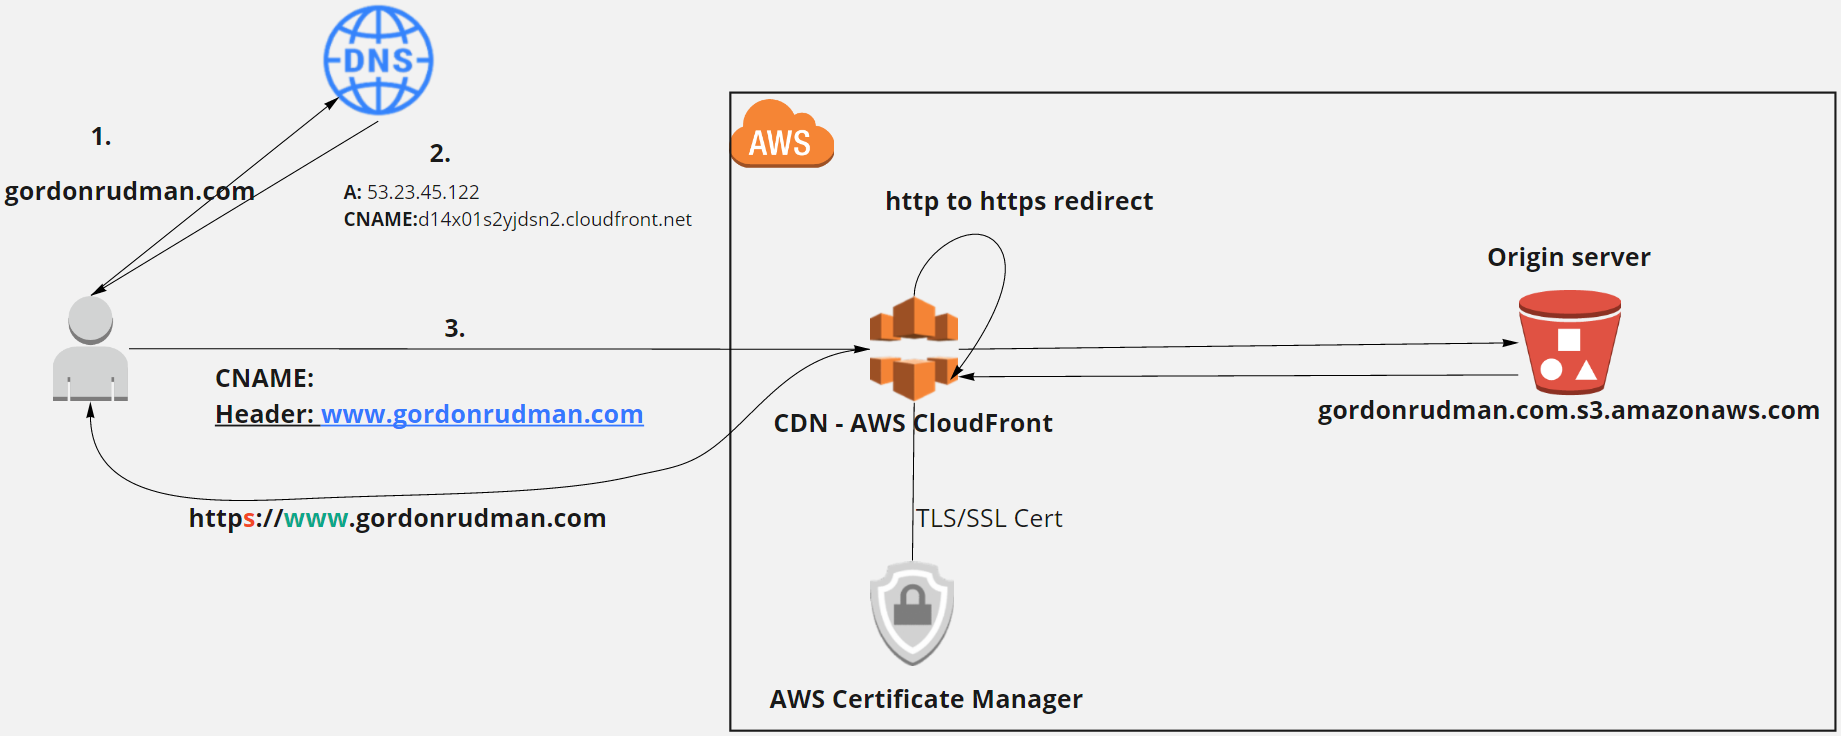 DNS
1.
gordonrudman.com
2.
A: 53.23.45.122
CNAME:d14x01s2yjdsn2.cloudfront.net
AWS
http to https redirect
Origin server
3.
CNAME:
Header: www.gordonrudman.com
CDN - AWS CloudFront
gordonrudman.com.s3.amazonaws.com
https://www.gordonrudman.com
TLS/SSL Cert
AWS Certificate Manager